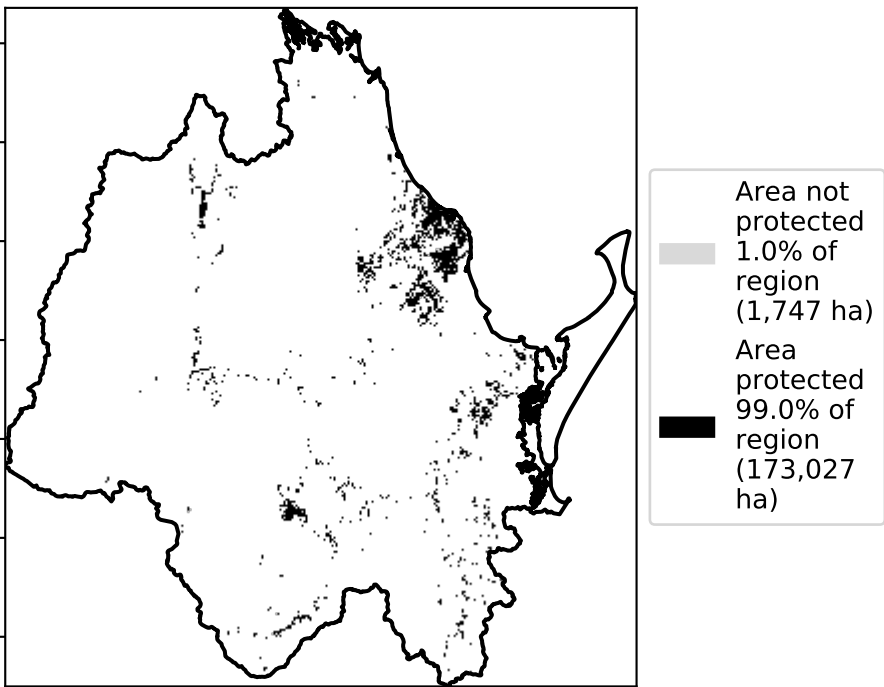 Area not
protected
1.0% of
region
(1,747 ha)
Area
protected
99.0% of
region
(173,027
ha)